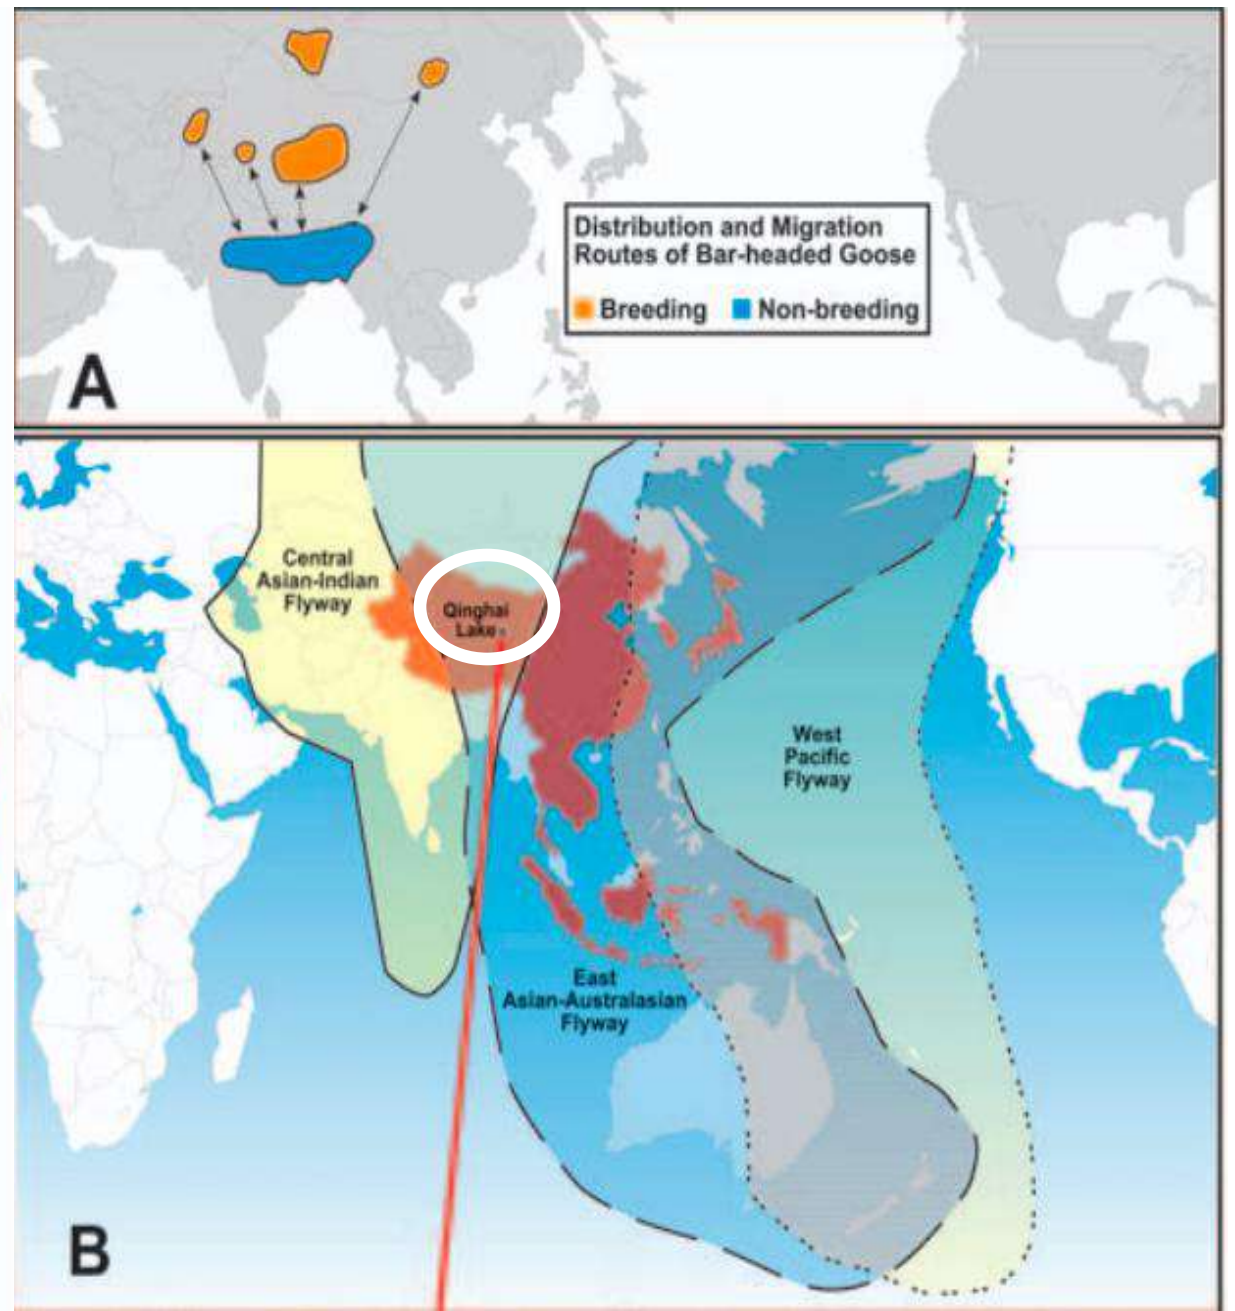 Distribution and Migration
Routes of Bar-headed Goose
Breeding Non-breeding
A
Central
Asian-Indian
Flyway
Qinghai
Lake
West
Pacific
Flyway
East
Asian-Australasian
Flyway
B